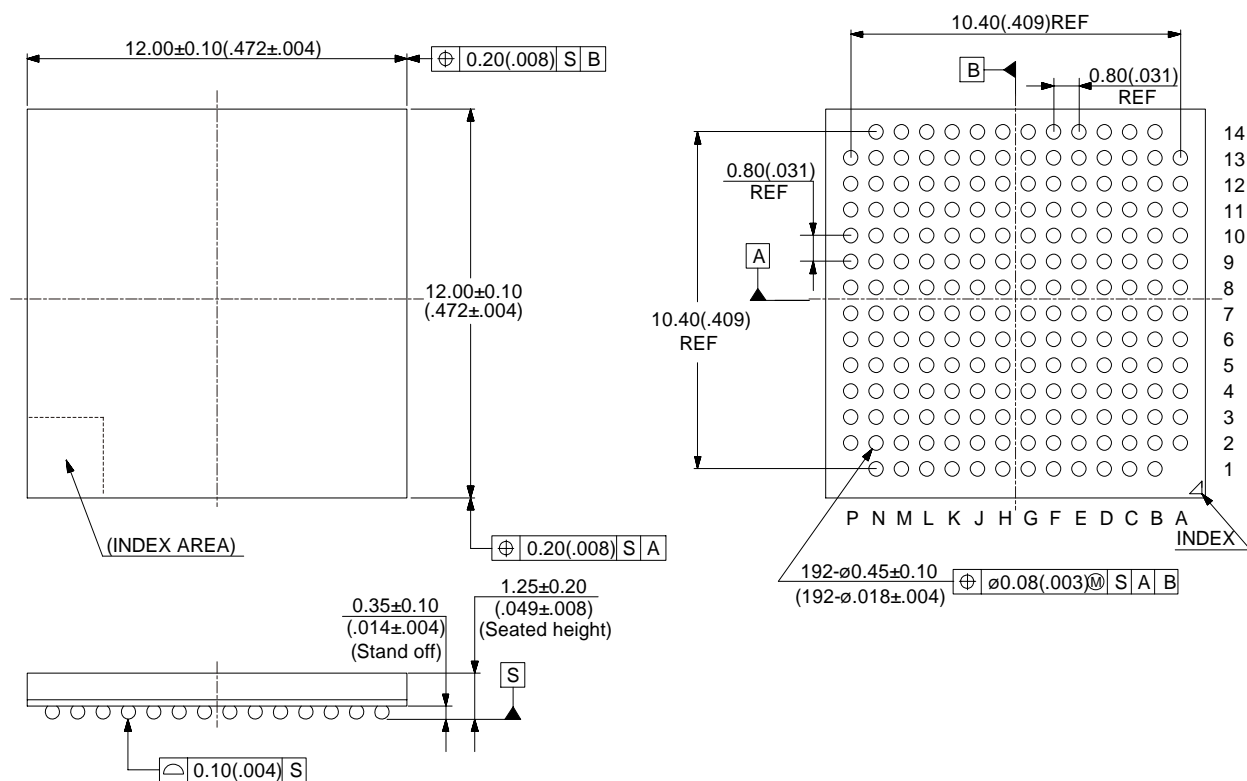 12.00±0.10(.472±.004)
⌖ 0.20(.008) S B
12.00±0.10
(.472±.004)
(INDEX AREA)
⌖ 0.20(.008) S A
10.40(.409)REF
B
0.80(.031)
REF
0.80(.031)
REF
A
10.40(.409)
REF
14
13
12
11
10
9
8
7
6
5
4
3
2
1
P N M L K J H G F E D C B A
INDEX
192-ø0.45±0.10
(192-ø.018±.004)
⌖ ø0.08(.003)Ⓜ S A B
0.35±0.10
(.014±.004)
(Stand off)
1.25±0.20
(.049±.008)
(Seated height)
S
⌓ 0.10(.004) S